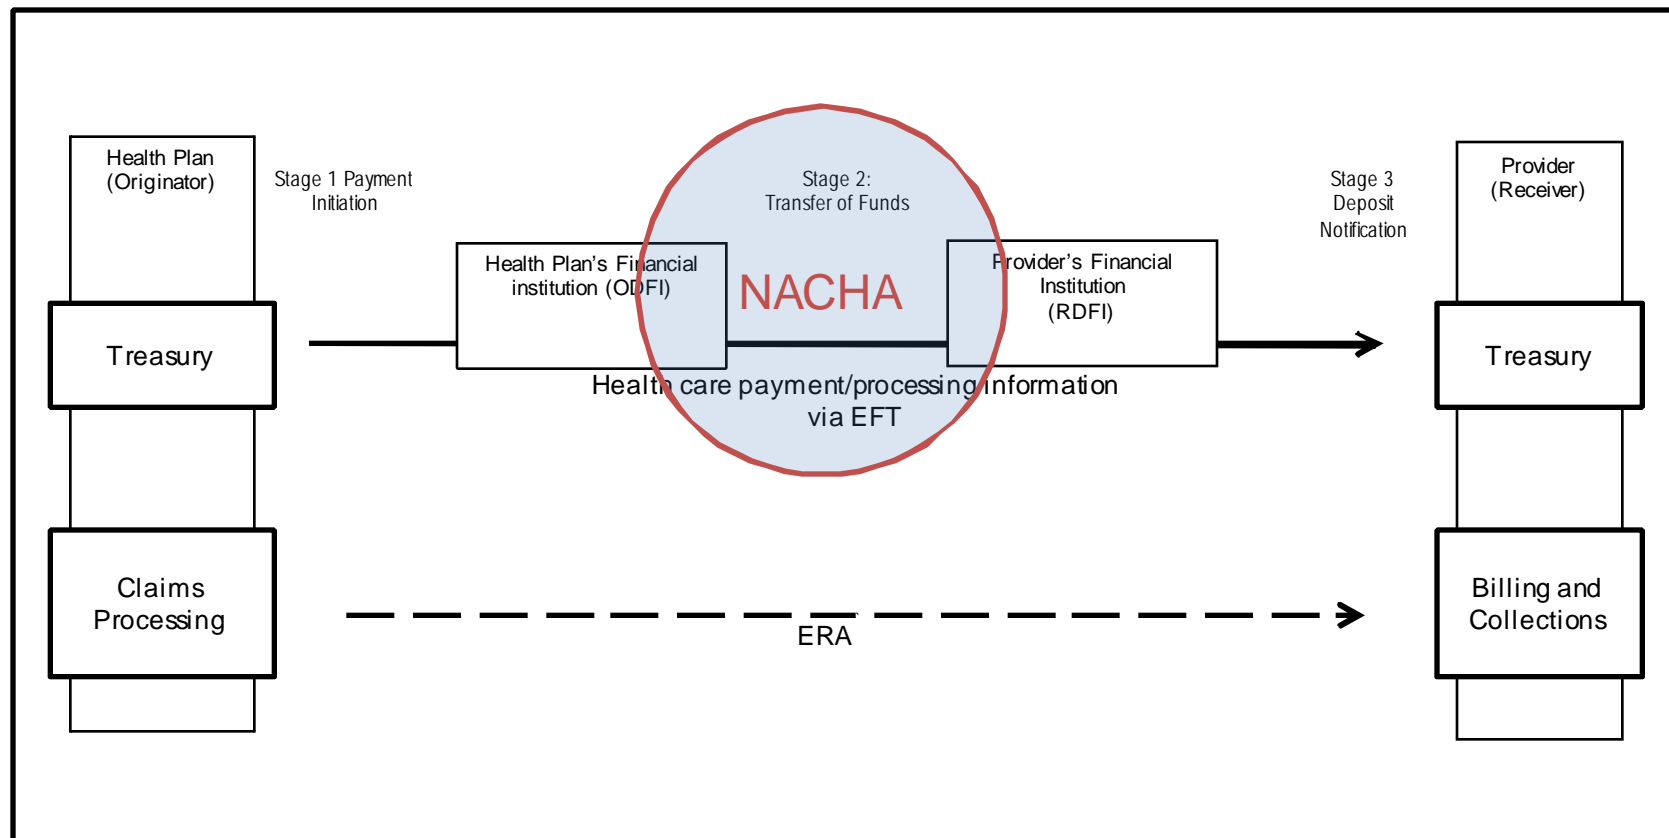 Health Plan
(Originator)
Stage 1 Payment
Initiation
Stage 2:
Transfer of Funds
Stage 3
Deposit
Notification
Provider
(Receiver)
Health Plan's Financial
institution (ODFI)
NACHA
Provider's Financial
Institution
(RDFI)
Treasury
Treasury
Health care payment/processing information
via EFT
Claims
Processing
ERA
Billing and
Collections